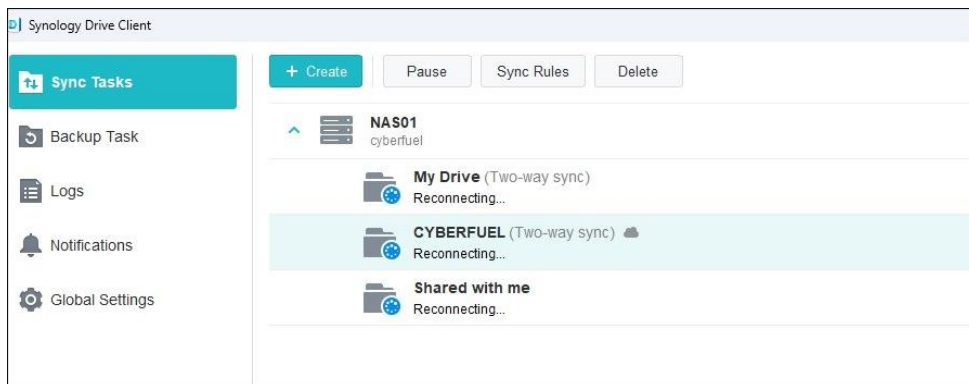 Synology Drive Client
Sync Tasks
Backup Task
Logs
Notifications
Global Settings
+ Create Pause Sync Rules Delete
NAS01
cyberfuel
My Drive (Two-way sync)
Reconnecting...
CYBERFUEL (Two-way sync)
Reconnecting...
Shared with me
Reconnecting...